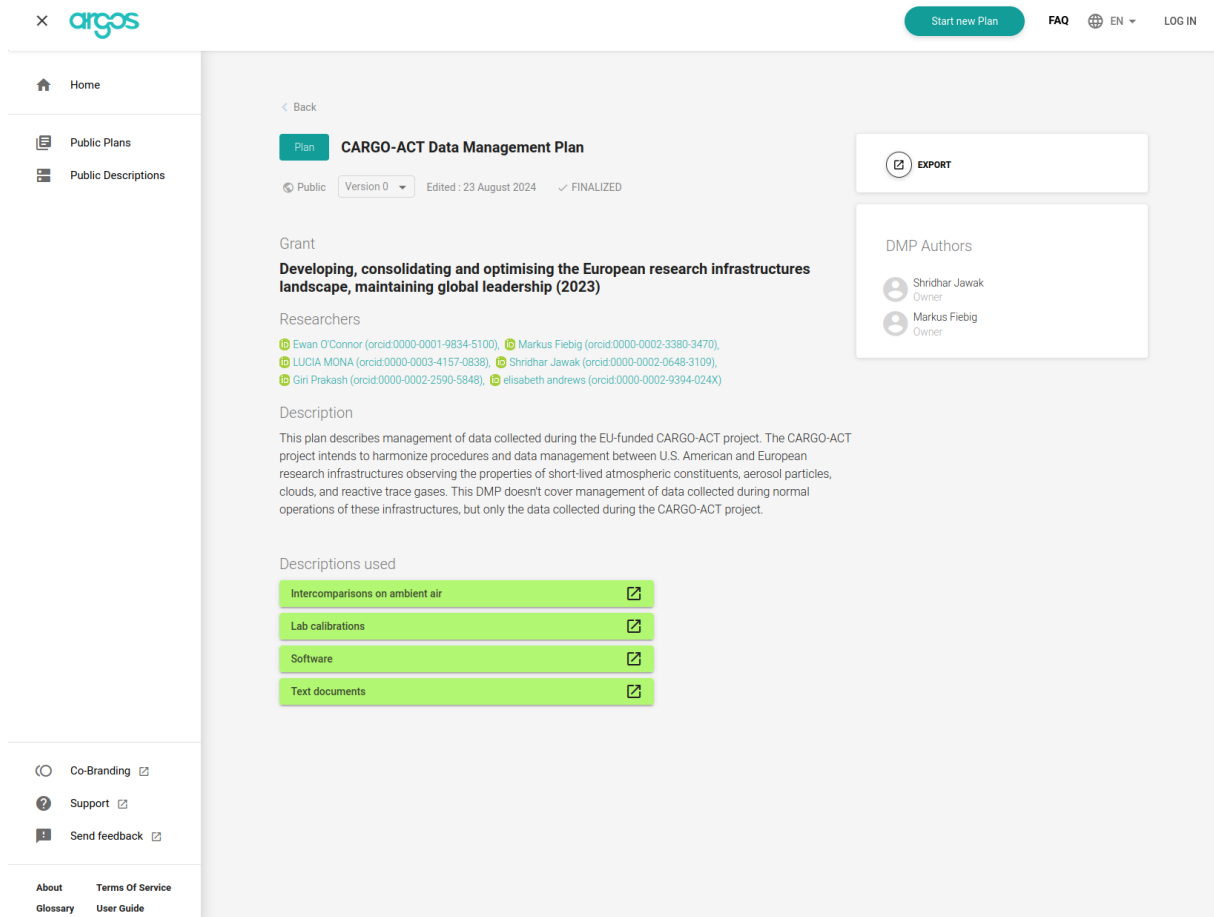 argos
Start new Plan
FAQ
EN
LOG IN
Home
Public Plans
Public Descriptions
Back
Plan
CARGO-ACT Data Management Plan
Public
Version 0
Edited : 23 August 2024
FINALIZED
Grant
Developing, consolidating and optimising the European research infrastructures
landscape, maintaining global leadership (2023)
Researchers
iD Ewan O'Connor (orcid:0000-0001-9834-5100), iD Markus Fiebig (orcid:0000-0002-3380-3470),
iD LUCIA MONA (orcid:0000-0003-4157-0838), iD Shridhar Jawak (orcid:0000-0002-0648-3109),
iD Giri Prakash (orcid:0000-0002-2590-5848), iD elisabeth andrews (orcid:0000-0002-9394-024X)
Description
This plan describes management of data collected during the EU-funded CARGO-ACT project. The CARGO-ACT
project intends to harmonize procedures and data management between U.S. American and European
research infrastructures observing the properties of short-lived atmospheric constituents, aerosol particles,
clouds, and reactive trace gases. This DMP doesn't cover management of data collected during normal
operations of these infrastructures, but only the data collected during the CARGO-ACT project.
Descriptions used
Intercomparisons on ambient air
Lab calibrations
Software
Text documents
EXPORT
DMP Authors
Shridhar Jawak
Owner
Markus Fiebig
Owner
Co-Branding
Support
Send feedback
About
Terms Of Service
Glossary
User Guide